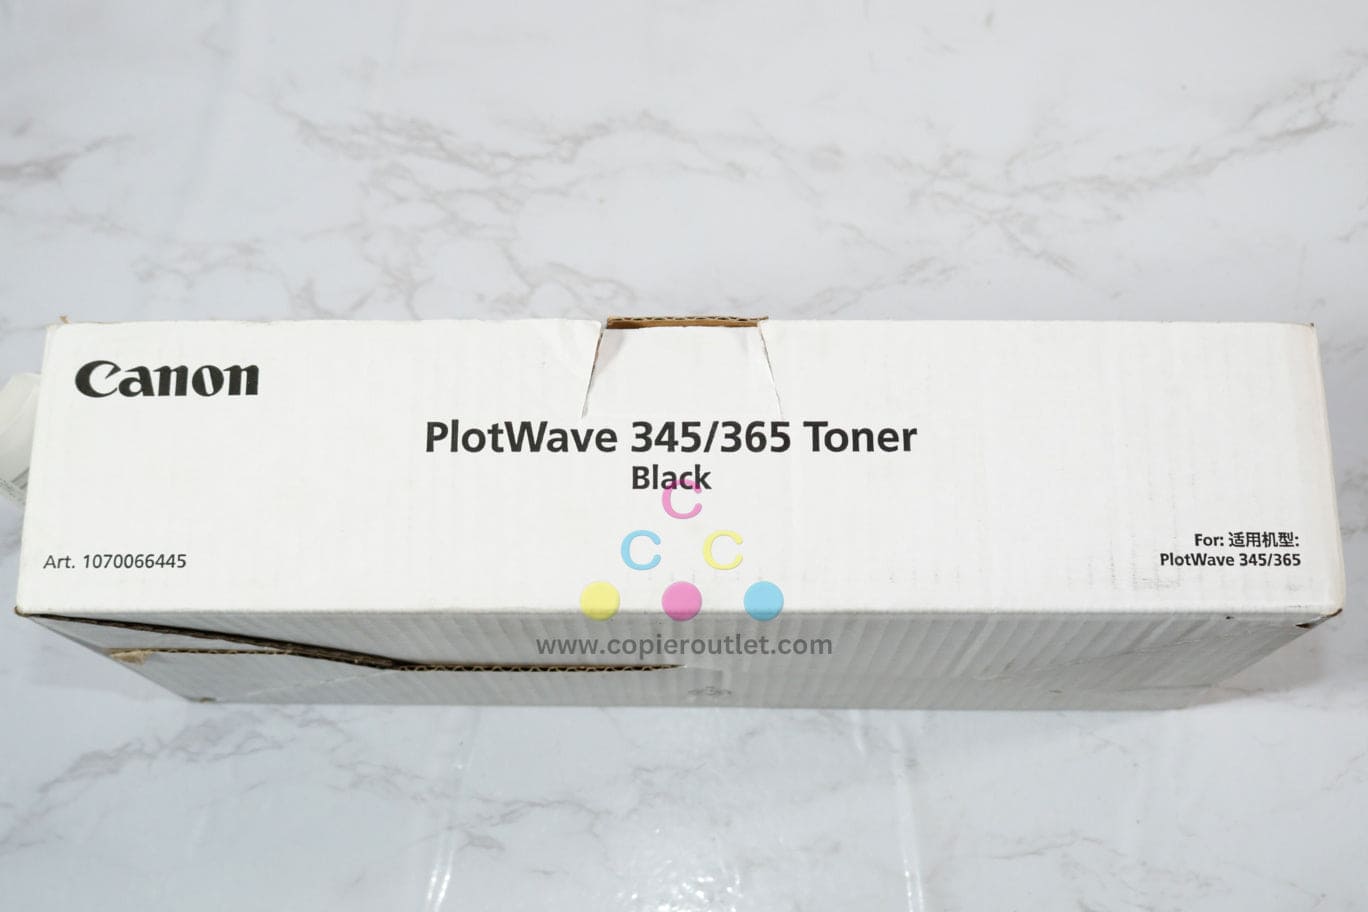 Canon
PlotWave 345/365 Toner
Black
Art. 1070066445
For: 适用机型:
PlotWave 345/365
C
C C
www.copieroutlet.com